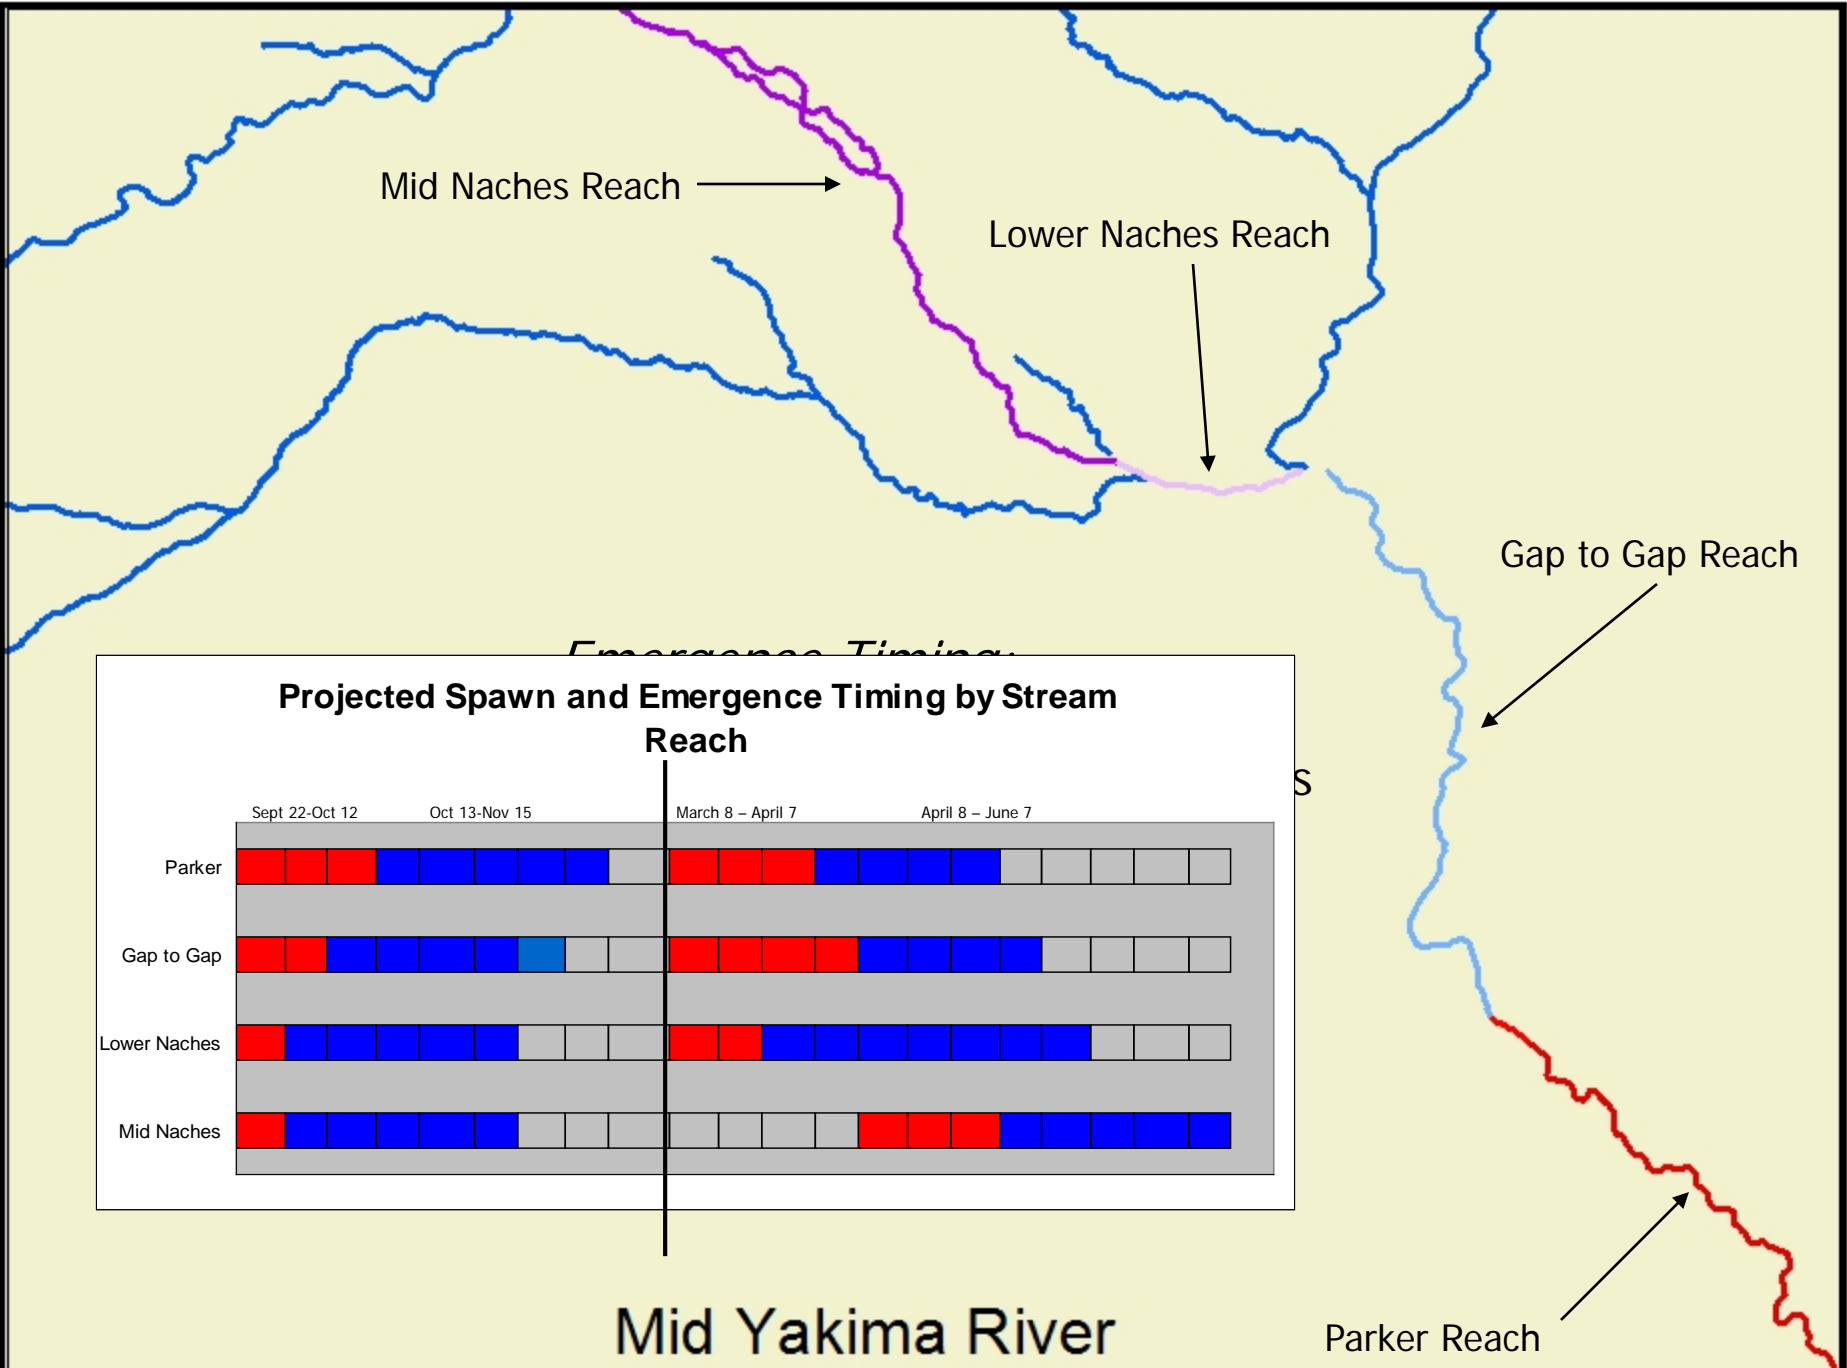 Mid Naches Reach
Lower Naches Reach
Gap to Gap Reach
Emergence Timing:
Projected Spawn and Emergence Timing by Stream
Reach
s
Sept 22-Oct 12
Oct 13-Nov 15
March 8 – April 7
April 8 – June 7
Parker
Gap to Gap
Lower Naches
Mid Naches
Mid Yakima River
Parker Reach